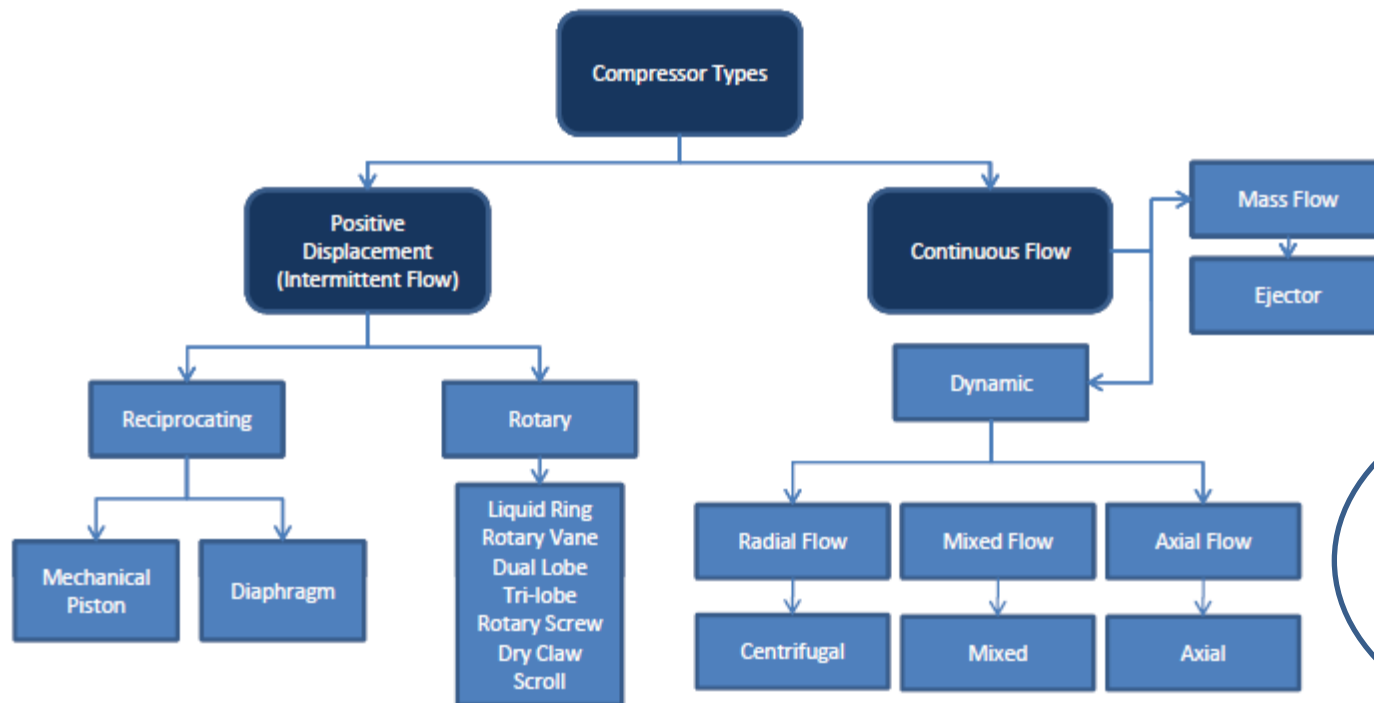 Compressor Types
Positive
Displacement
(Intermittent Flow)
Continuous Flow
Mass Flow
Ejector
Reciprocating
Rotary
Dynamic
Mechanical
Piston
Diaphragm
Liquid Ring
Rotary Vane
Dual Lobe
Tri-lobe
Rotary Screw
Dry Claw
Scroll
Radial Flow
Mixed Flow
Axial Flow
Centrifugal
Mixed
Axial